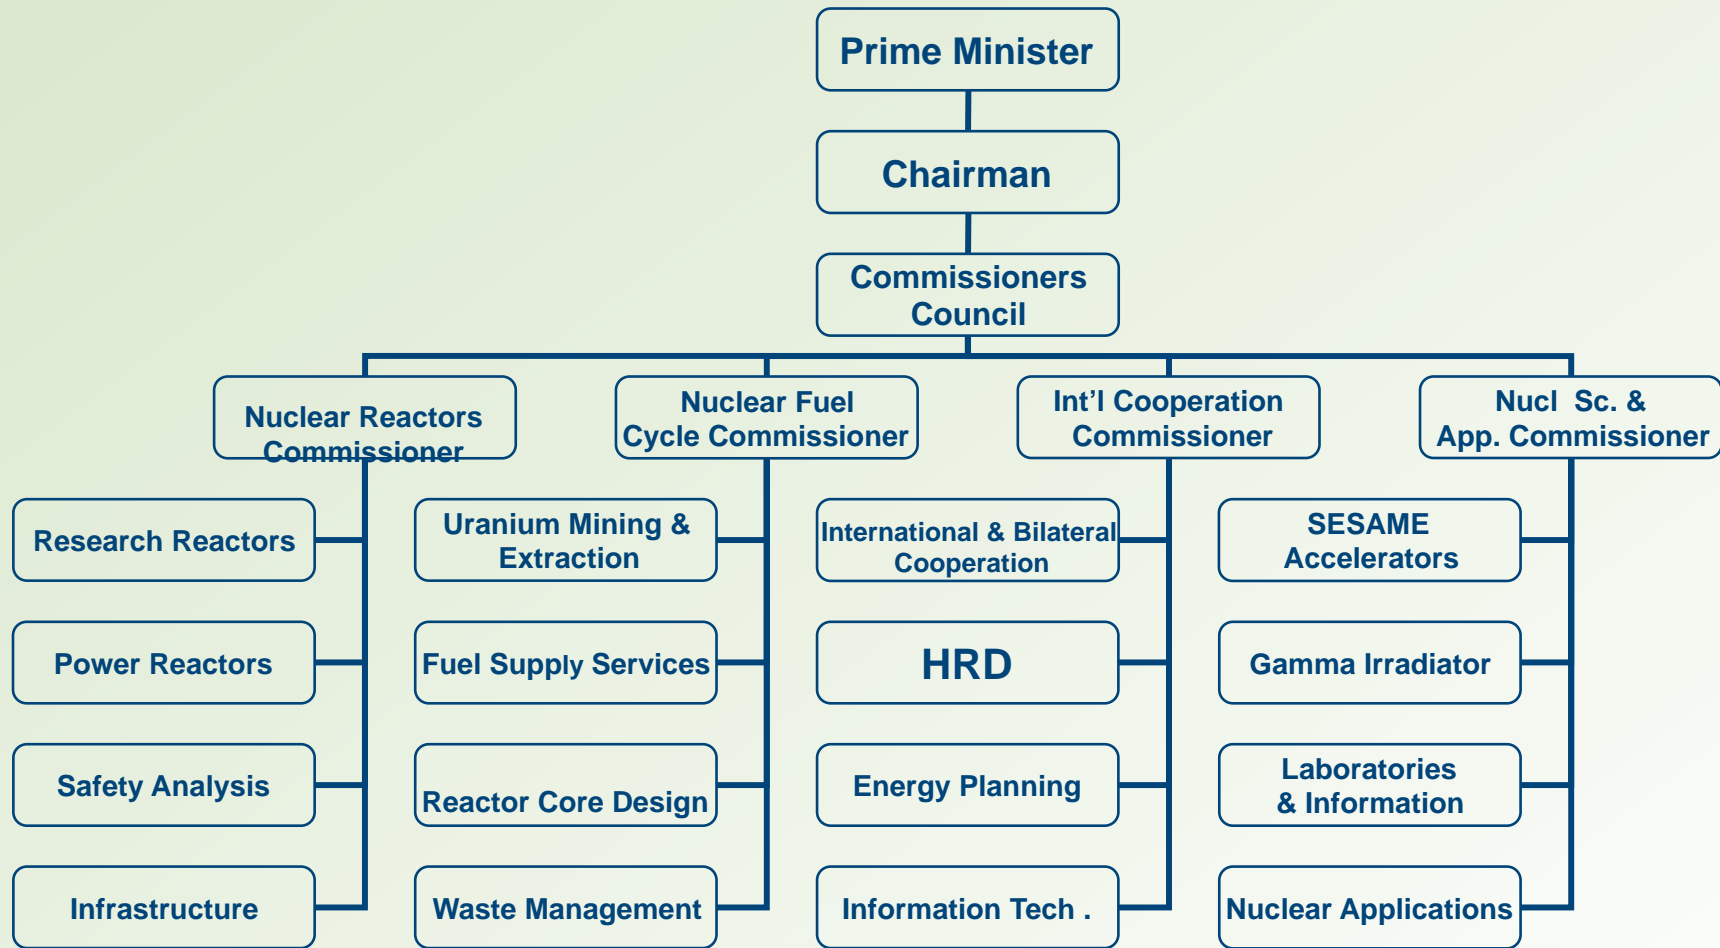 Prime Minister
Chairman
Commissioners
Council
Nuclear Reactors
Commissioner
Nuclear Fuel
Cycle Commissioner
Int’l Cooperation
Commissioner
Nucl Sc. &
App. Commissioner
Research Reactors
Uranium Mining &
Extraction
International & Bilateral
Cooperation
SESAME
Accelerators
Power Reactors
Fuel Supply Services
HRD
Gamma Irradiator
Safety Analysis
Reactor Core Design
Energy Planning
Laboratories
& Information
Infrastructure
Waste Management
Information Tech .
Nuclear Applications